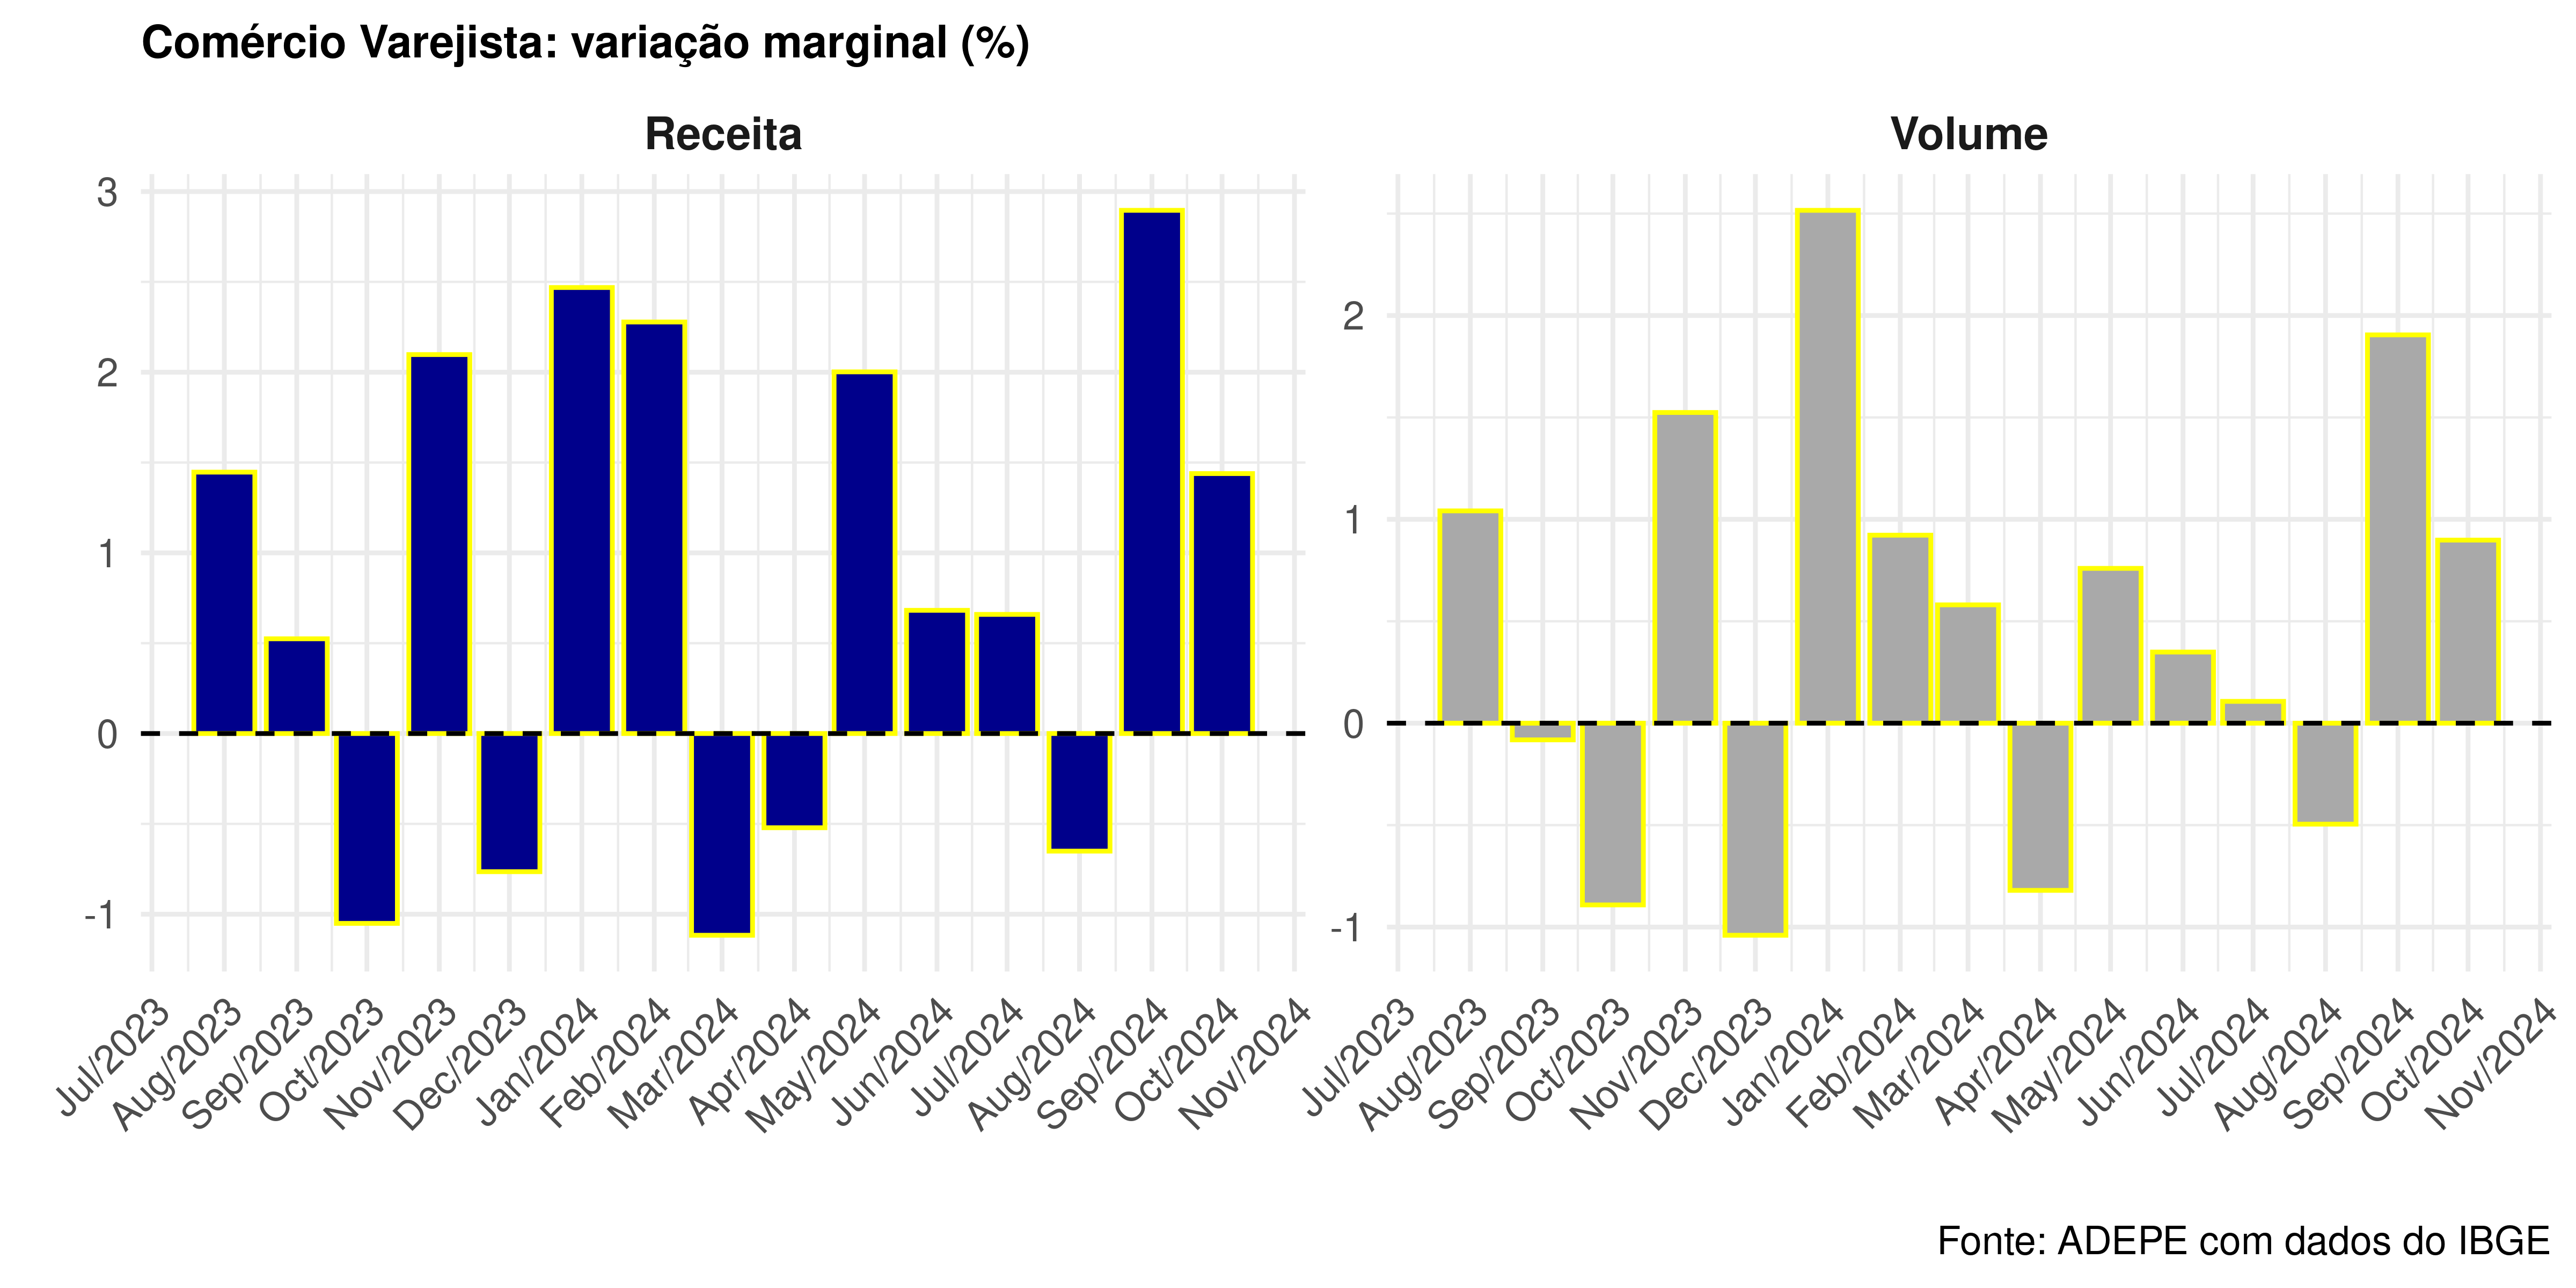 Comércio Varejista: variação marginal (%)
Receita
3
2
1
0
-1
Jul/2023
Aug/2023
Sep/2023
Oct/2023
Nov/2023
Dec/2023
Jan/2024
Feb/2024
Mar/2024
Apr/2024
May/2024
Jun/2024
Jul/2024
Aug/2024
Sep/2024
Oct/2024
Nov/2024
Volume
2
1
0
-1
Jul/2023
Aug/2023
Sep/2023
Oct/2023
Nov/2023
Dec/2023
Jan/2024
Feb/2024
Mar/2024
Apr/2024
May/2024
Jun/2024
Jul/2024
Aug/2024
Sep/2024
Oct/2024
Nov/2024
Fonte: ADEPE com dados do IBGE